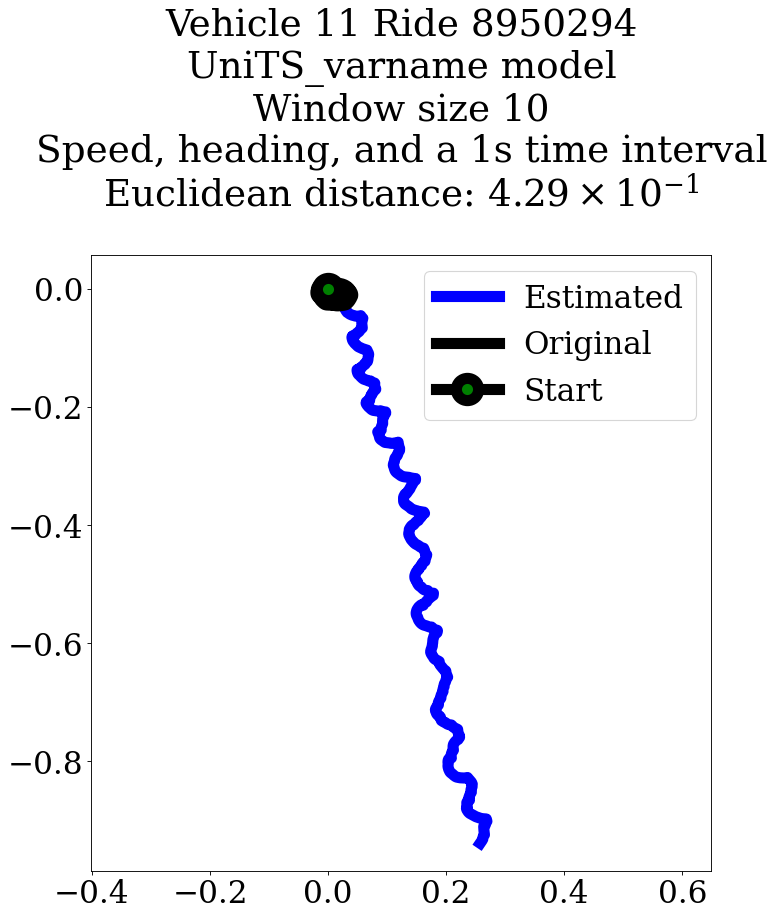 Vehicle 11 Ride 8950294
UniTS_varname model
Window size 10
Speed, heading, and a 1s time interval
Euclidean distance: 4.29 × 10⁻¹
Estimated
Original
Start
0.0
−0.2
−0.4
−0.6
−0.8
−0.4 −0.2 0.0 0.2 0.4 0.6